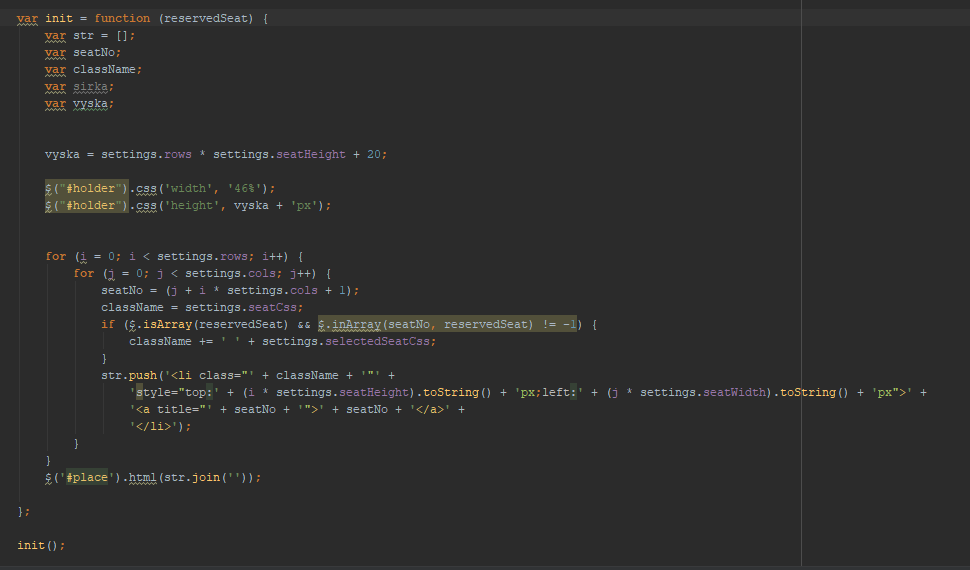 var init = function (reservedSeat) {
    var str = [];
    var seatNo;
    var className;
    var sirka;
    var vyska;
    vyska = settings.rows * settings.seatHeight + 20;
    $("#holder").css('width', '46%');
    $("#holder").css('height', vyska + 'px');
    for (i = 0; i < settings.rows; i++) {
        for (j = 0; j < settings.cols; j++) {
            seatNo = (j + i * settings.cols + 1);
            className = settings.seatCss;
            if ($.isArray(reservedSeat) && $.inArray(seatNo, reservedSeat) != -1) {
                className += ' ' + settings.selectedSeatCss;
            }
            str.push('<li class="' + className + '"' +
                'style="top:' + (i * settings.seatHeight).toString() + 'px;left:' + (j * settings.seatWidth).toString() + 'px">' +
                '<a title="' + seatNo + '">' + seatNo + '</a>' +
                '</li>');
        }
    }
    $('#place').html(str.join(''));
};
init();